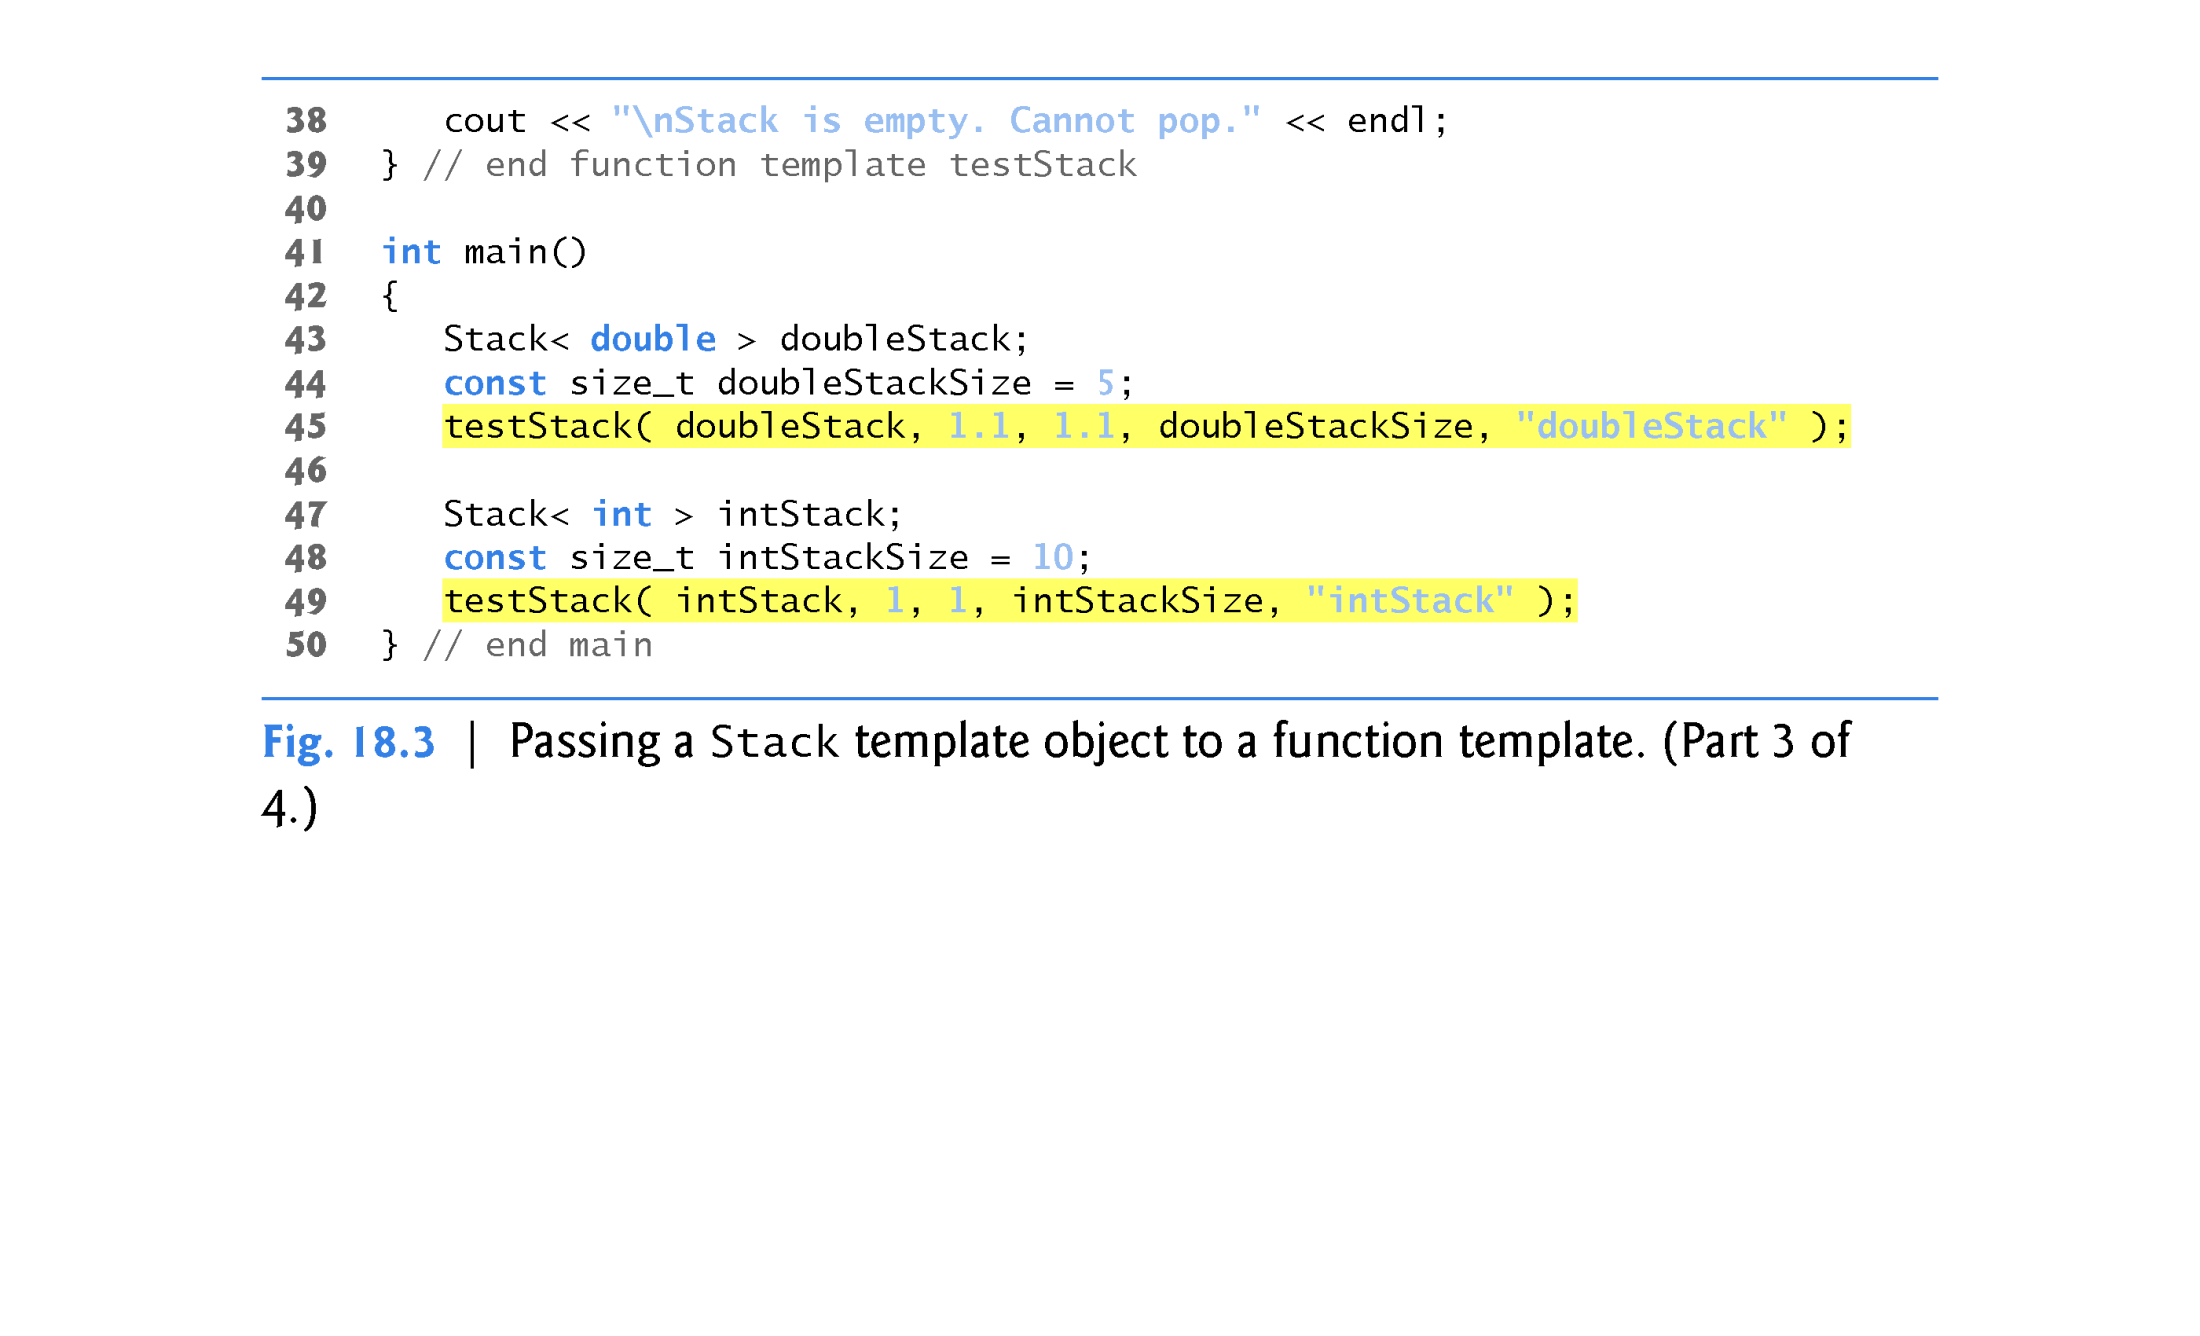 38 cout << "\nStack is empty. Cannot pop." << endl;
39 } // end function template testStack
40
41 int main()
42 {
43 Stack< double > doubleStack;
44 const size_t doubleStackSize = 5;
45 testStack( doubleStack, 1.1, 1.1, doubleStackSize, "doubleStack" );
46
47 Stack< int > intStack;
48 const size_t intStackSize = 10;
49 testStack( intStack, 1, 1, intStackSize, "intStack" );
50 } // end main
Fig. 18.3 | Passing a Stack template object to a function template. (Part 3 of
4.)